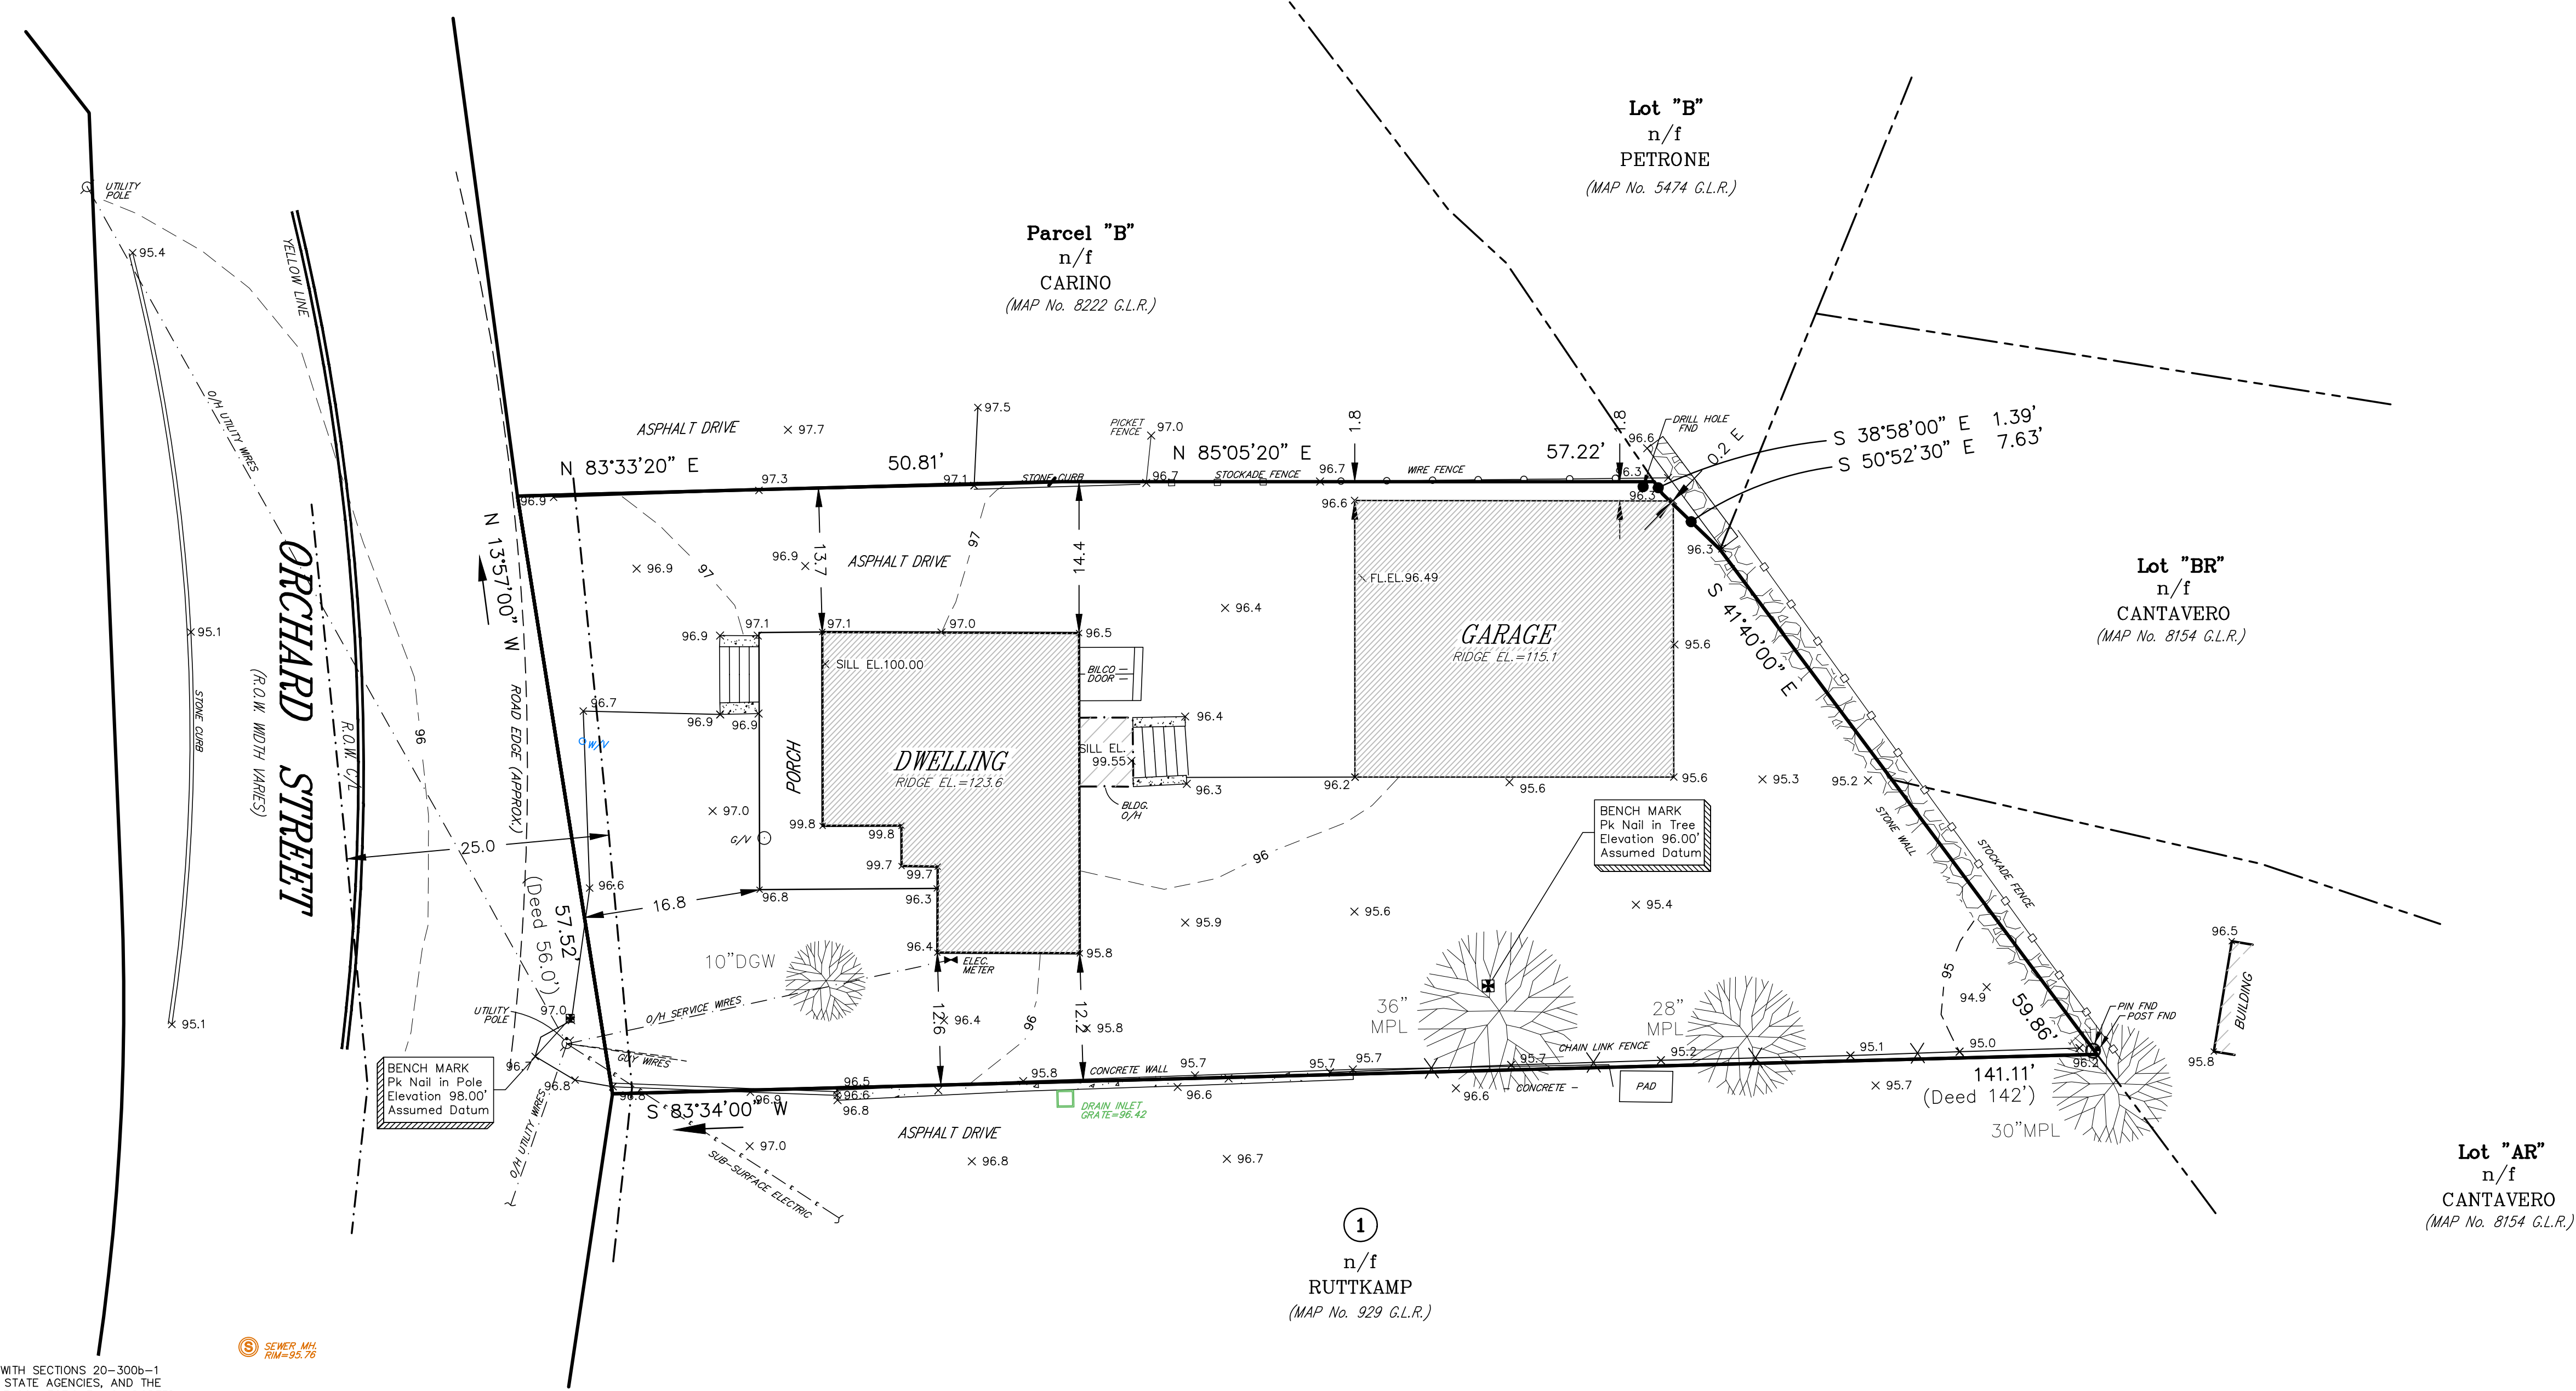 Lot "B"
n/f
PETRONE
(MAP No. 5474 G.L.R.)
UTILITY
POLE
Parcel "B"
n/f
CARINO
(MAP No. 8222 G.L.R.)
95.4
YELLOW LINE
O/H UTILITY WIRES
97.5
ASPHALT DRIVE
97.7
PICKET
FENCE
97.0
1.8
1.8
DRILL HOLE
FND
96.6
0.2 E
S 38°58'00" E 1.39'
S 50°52'30" E 7.63'
N 83°33'20" E
50.81'
N 85°05'20" E
57.22'
96.9
97.3
97.1
STONE CURB
96.7
STOCKADE FENCE
96.7
WIRE FENCE
96.3
96.3
96.6
N 13°57'00" W
97
96.9
96.9
13.7
ASPHALT DRIVE
97
14.4
96.3
FL.EL.96.49
Lot "BR"
n/f
CANTAVERO
(MAP No. 8154 G.L.R.)
S 41°40'00" E
96.4
95.1
96.9
97.1
97.1
97.0
96.5
GARAGE
RIDGE EL.=115.1
95.6
SILL EL.100.00
BILCO
DOOR
ORCHARD STREET
(R.O.W. WIDTH VARIES)
STONE CURB
R.O.W. C/L
96
ROAD EDGE (APPROX.)
96.7
W/V
96.9
96.9
96.4
PORCH
DWELLING
RIDGE EL.=123.6
SILL EL.
99.55
96.3
96.2
95.6
95.6
95.3
95.2
97.0
BLDG.
O/H
BENCH MARK
Pk Nail in Tree
Elevation 96.00'
Assumed Datum
STONE WALL
STOCKADE FENCE
G/V
99.8
99.8
99.7
99.7
96
25.0
96.6
16.8
96.8
96.3
95.9
95.6
95.4
(Deed 56.0')
57.52'
96.4
95.8
10"DGW
ELEC.
METER
95
94.9
96.5
BUILDING
95.8
UTILITY
POLE
97.0
O/H SERVICE WIRES
96.4
12.6
12.2
96
95.8
36"
MPL
28"
MPL
59.86'
PIN FND
POST FND
GUY WIRES
96.7
96.8
BENCH MARK
Pk Nail in Pole
Elevation 98.00'
Assumed Datum
96.8
S 83°34'00" W
96.9
96.5
96.6
96.8
95.8
CONCRETE WALL
95.7
95.7
95.7
95.7
CHAIN LINK FENCE
95.2
95.1
95.0
96.2
DRAIN INLET
GRATE=96.42
96.6
96.6
CONCRETE
PAD
95.7
141.11'
(Deed 142')
30"MPL
O/H UTILITY WIRES
95.1
97.0
ASPHALT DRIVE
96.8
96.7
E
E
E
E
SUB-SURFACE ELECTRIC
Lot "AR"
n/f
CANTAVERO
(MAP No. 8154 G.L.R.)
1
n/f
RUTTKAMP
(MAP No. 929 G.L.R.)
S
SEWER MH.
RIM=95.76
WITH SECTIONS 20-300b-1
STATE AGENCIES, AND THE